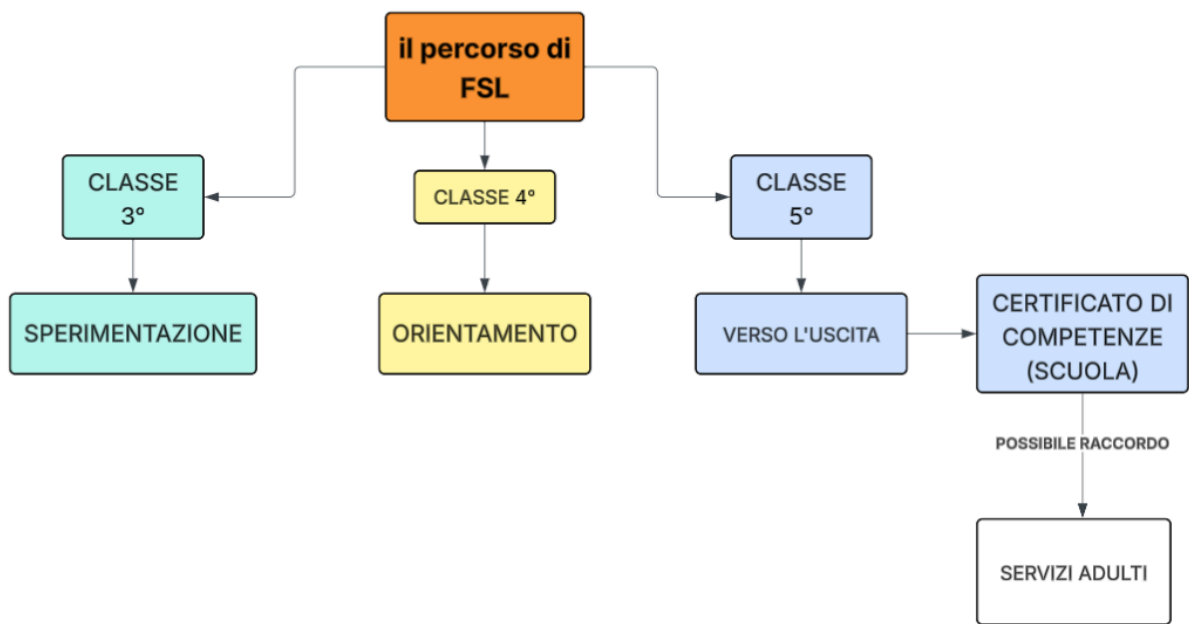 il percorso di
FSL
CLASSE
3°
CLASSE 4°
CLASSE
5°
SPERIMENTAZIONE
ORIENTAMENTO
VERSO L'USCITA
CERTIFICATO DI
COMPETENZE
(SCUOLA)
POSSIBILE RACCORDO
SERVIZI ADULTI